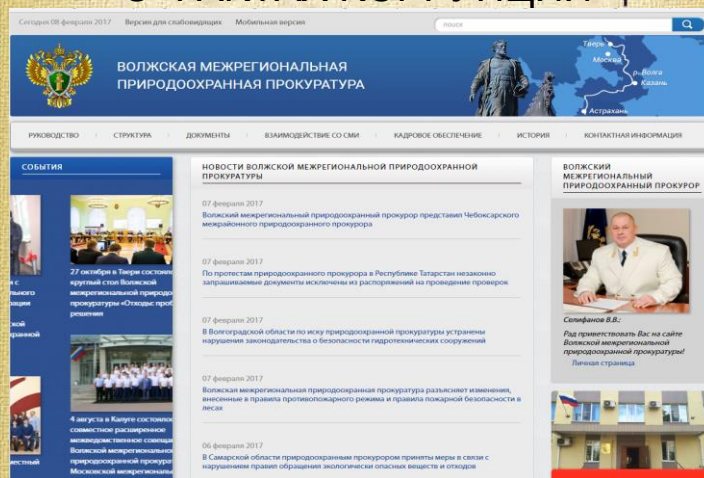 Сегодня 08 февраля 2017 Версия для слабовидящих Мобильная версия
поиск
ВОЛЖСКАЯ МЕЖРЕГИОНАЛЬНАЯ
ПРИРОДООХРАННАЯ ПРОКУРАТУРА
Тверь
Москва
р. Волга
Казань
Астрахань
РУКОВОДСТВО СТРУКТУРА ДОКУМЕНТЫ ВЗАИМОДЕЙСТВИЕ СО СМИ КАДРОВОЕ ОБЕСПЕЧЕНИЕ ИСТОРИЯ КОНТАКТНАЯ ИНФОРМАЦИЯ
СОБЫТИЯ
27 октября в Твери состоялся
круглый стол Волжской
межрегиональной природо
прокуратуры «Отходы: проб
решения
4 августа в Калуге состоялос
совместное расширенное
межведомственное совеща
Волжской межрегионально
природоохранной прокура
Московской межрегиональ
НОВОСТИ ВОЛЖСКОЙ МЕЖРЕГИОНАЛЬНОЙ ПРИРОДООХРАННОЙ
ПРОКУРАТУРЫ
07 февраля 2017
Волжский межрегиональный природоохранный прокурор представил Чебоксарского
межрайонного природоохранного прокурора
07 февраля 2017
По протестам природоохранного прокурора в Республике Татарстан незаконно
запрашиваемые документы исключены из распоряжений на проведение проверок
07 февраля 2017
В Волгоградской области по иску природоохранной прокуратуры устранены
нарушения законодательства о безопасности гидротехнических сооружений
07 февраля 2017
Волжская межрегиональная природоохранная прокуратура разъясняет изменения,
внесенные в правила противопожарного режима и правила пожарной безопасности в
лесах
06 февраля 2017
В Самарской области природоохранным прокурором приняты меры в связи с
нарушением правил обращения экологически опасных веществ и отходов
ВОЛЖСКИЙ
МЕЖРЕГИОНАЛЬНЫЙ
ПРИРОДООХРАННЫЙ ПРОКУРОР
Селифанов В.В.:
Рад приветствовать Вас на сайте
Волжской межрегиональной
природоохранной прокуратуры!
Личная страница